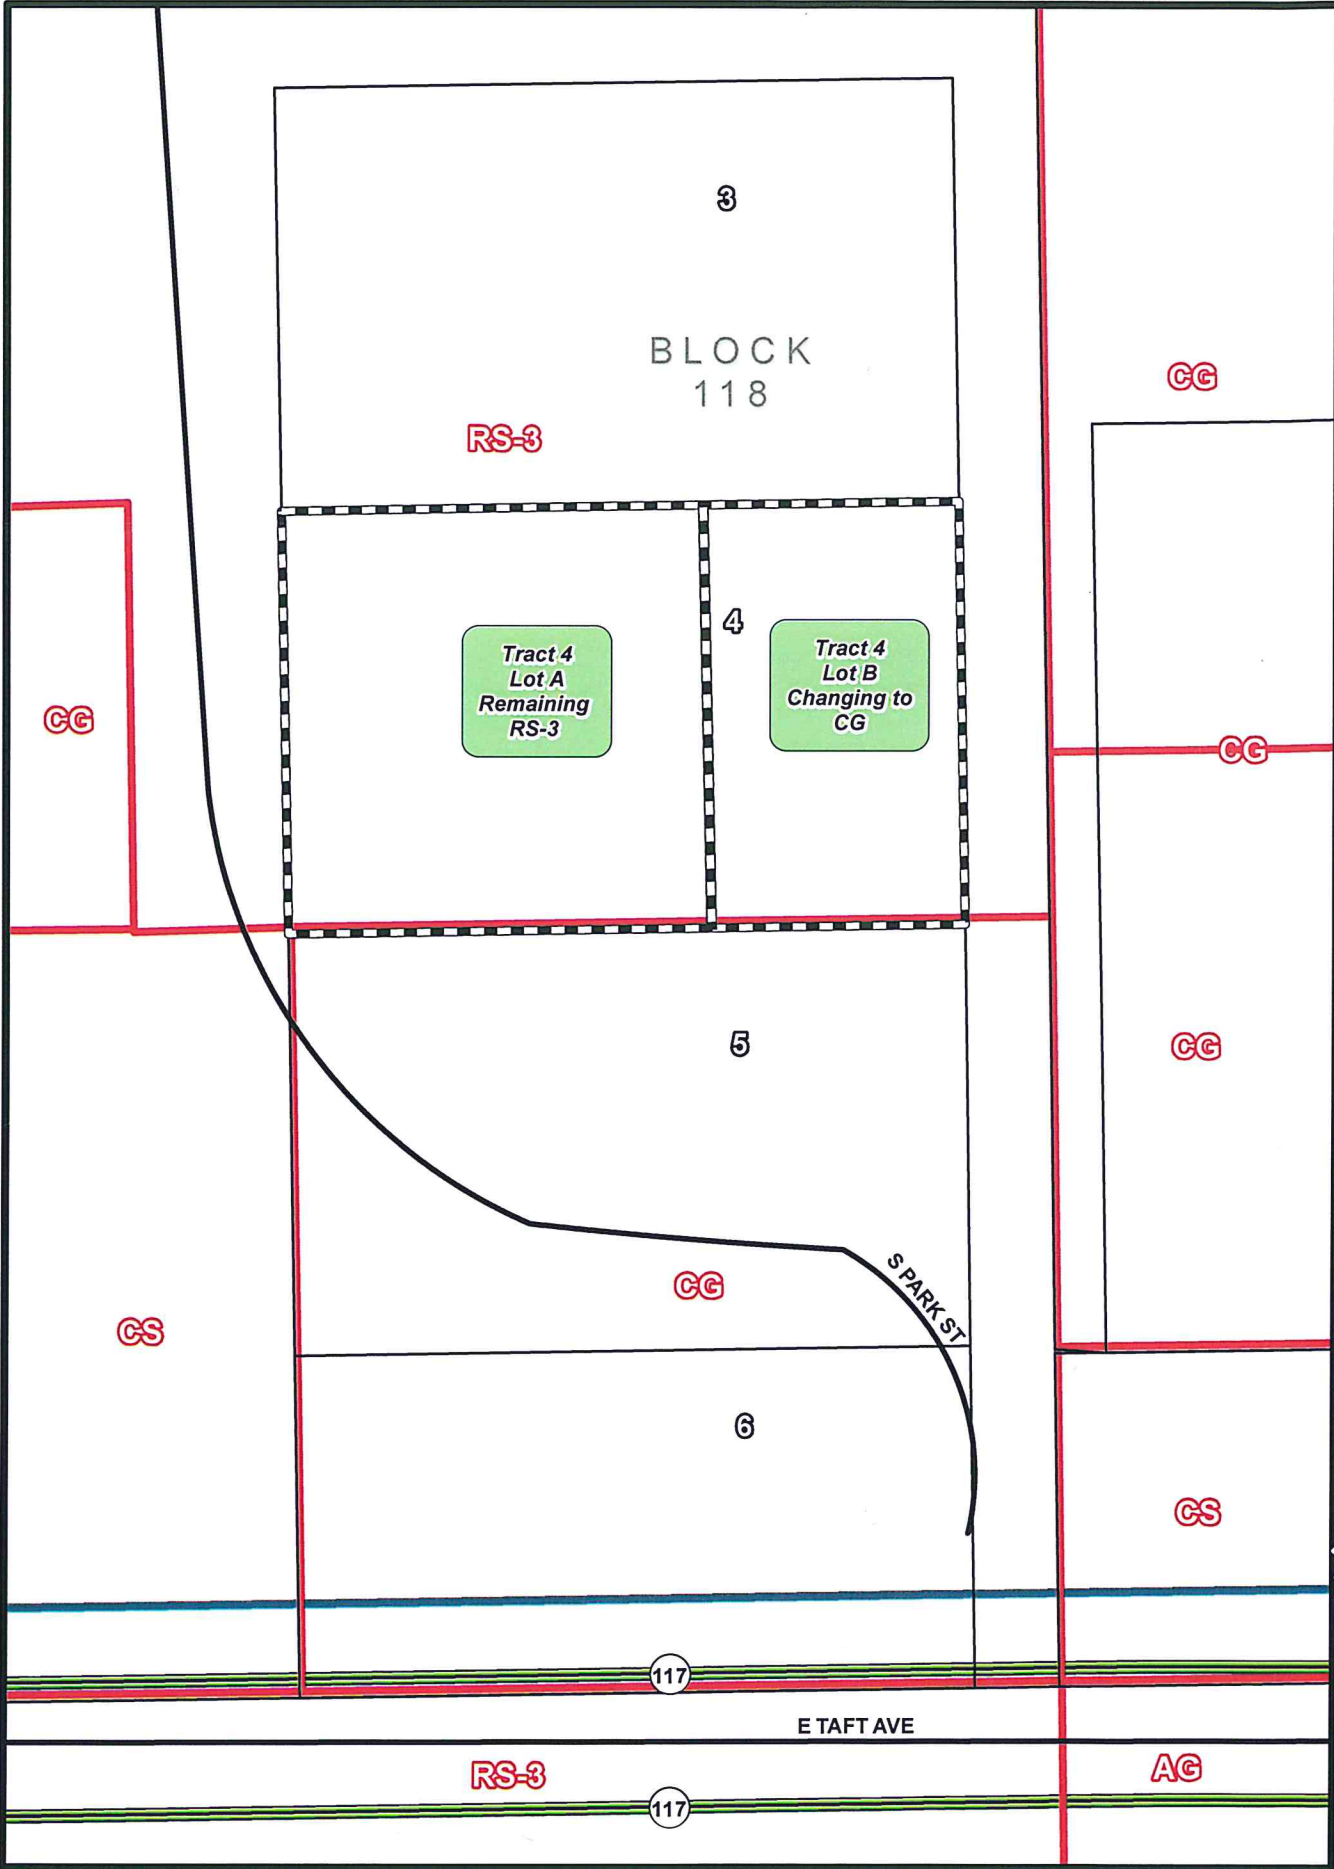 3
BLOCK
118
CG
RS-3
4
Tract 4
Lot A
Remaining
RS-3
Tract 4
Lot B
Changing to
CG
CG
CG
5
CG
CG
S PARK ST
CS
6
CS
117
E TAFT AVE
RS-3
AG
117